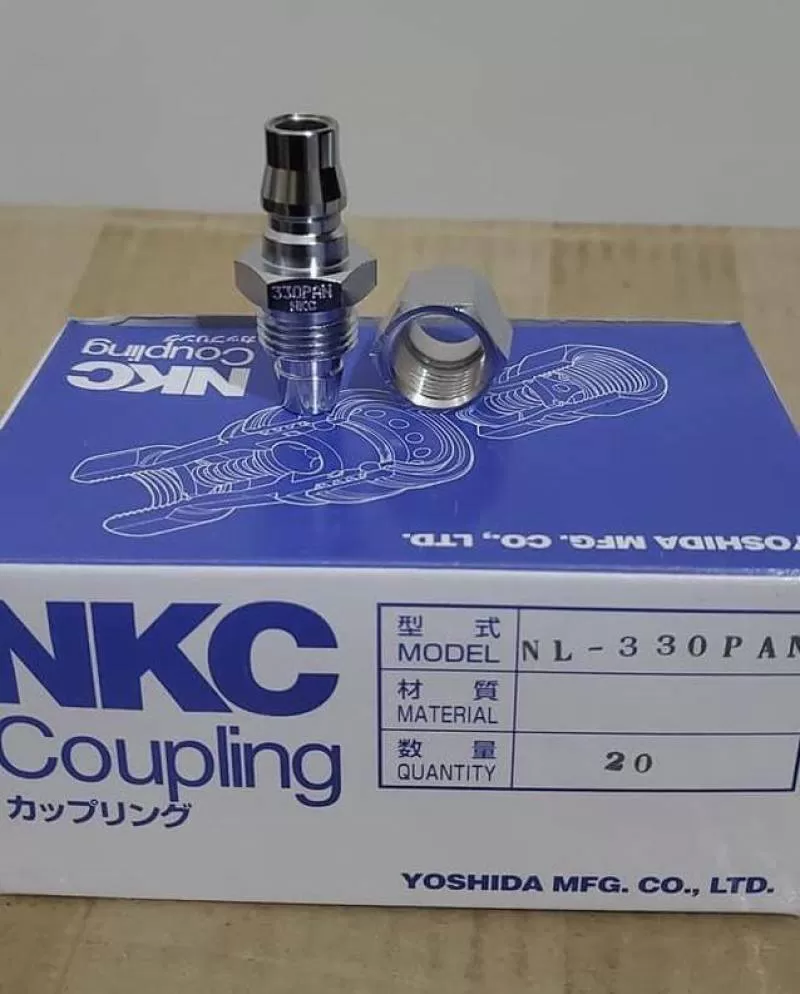 330PAN
NKC
NKC
Coupling
カップリング
YOSHIDA MFG. CO., LTD.
NKC
Coupling
カップリング
型 式
MODEL
NL-330PAN
材 質
MATERIAL
数 量
QUANTITY
20
YOSHIDA MFG. CO., LTD.